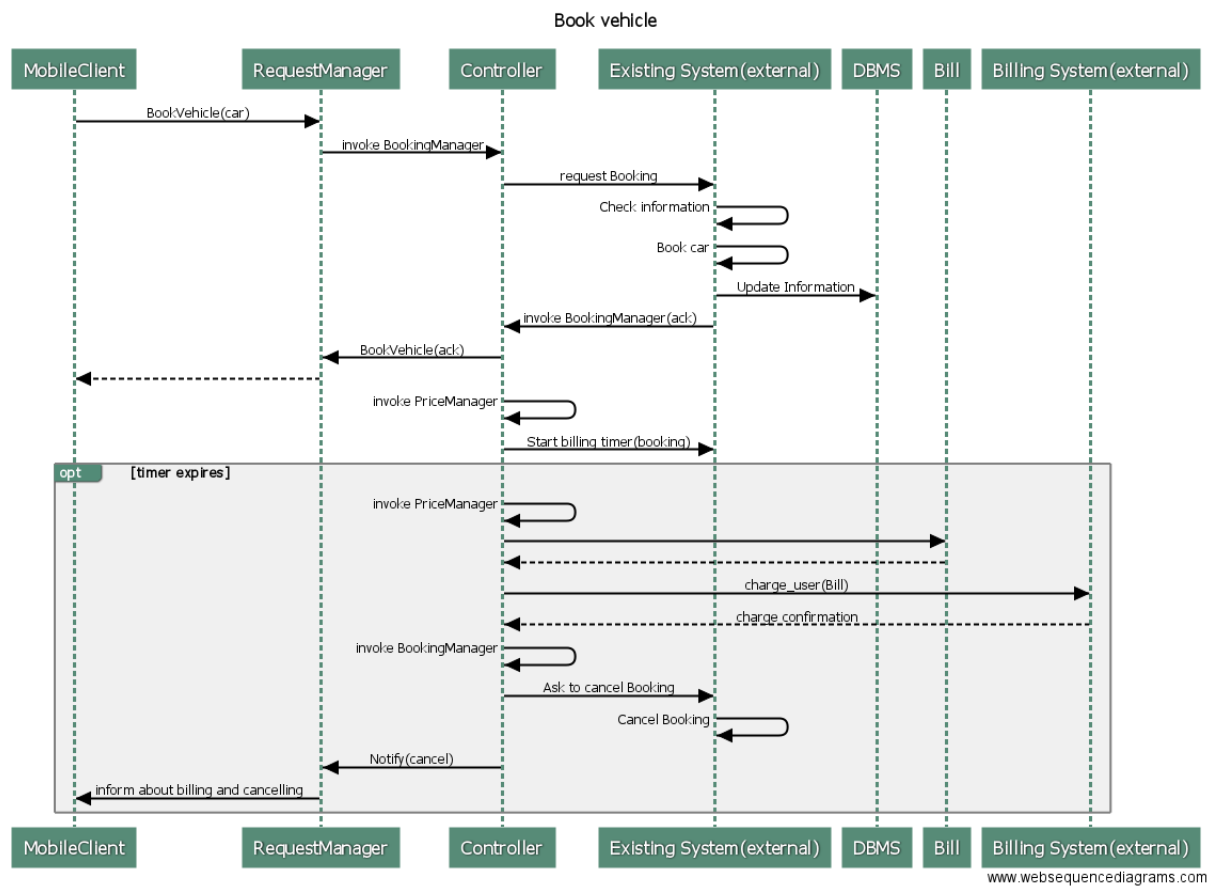 Book vehicle
MobileClient RequestManager Controller Existing System(external) DBMS Bill Billing System(external)
BookVehicle(car)
invoke BookingManager
request Booking
Check information
Book car
Update Information
invoke BookingManager(ack)
BookVehicle(ack)
invoke PriceManager
Start billing timer(booking)
opt [timer expires]
invoke PriceManager
charge_user(Bill)
charge confirmation
invoke BookingManager
Ask to cancel Booking
Cancel Booking
Notify(cancel)
inform about billing and cancelling
MobileClient RequestManager Controller Existing System(external) DBMS Bill Billing System(external)
www.websequencediagrams.com